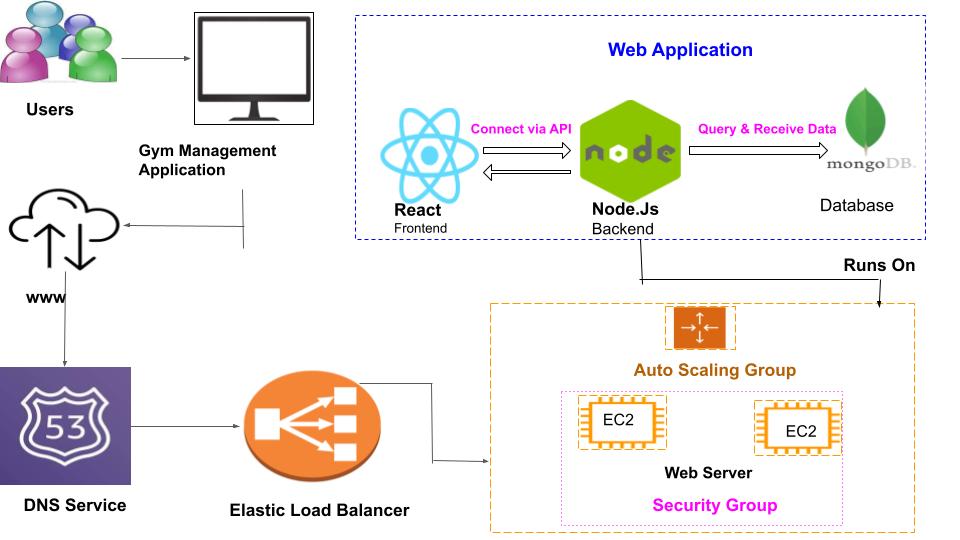 Users
Gym Management
Application
www
53
DNS Service
Elastic Load Balancer
Web Application
Connect via API
Query & Receive Data
node
mongoDB.
React
Frontend
Node.Js
Backend
Database
Runs On
Auto Scaling Group
EC2
EC2
Web Server
Security Group